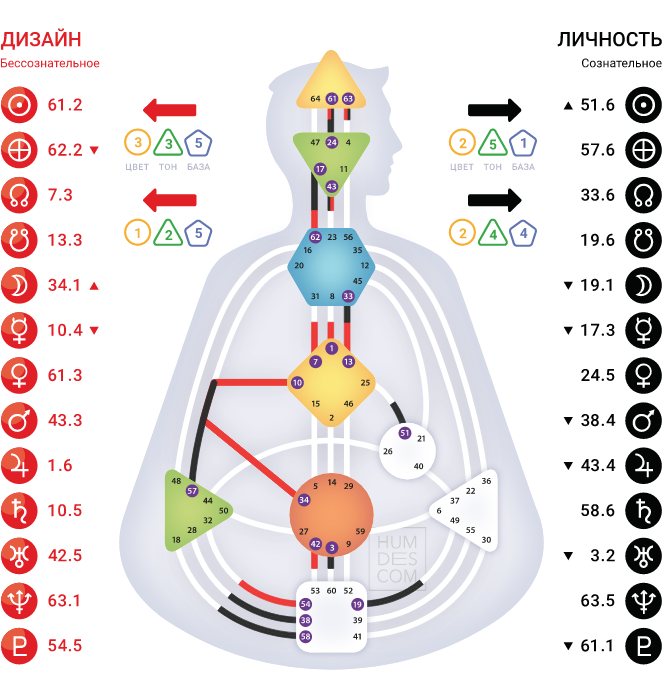 ДИЗАЙН
Бессознательное
ЛИЧНОСТЬ
Сознательное
61.2
62.2 ▼
7.3
13.3
34.1 ▲
10.4 ▼
61.3
43.3
1.6
10.5
42.5
63.1
54.5
3 3 5
ЦВЕТ ТОН БАЗА
1 2 5
2 5 1
ЦВЕТ ТОН БАЗА
2 4 4
▲ 51.6
57.6
33.6
19.6
▼ 19.1
▼ 17.3
24.5
▼ 38.4
▼ 43.4
58.6
▼ 3.2
63.5
▼ 61.1
64 61 63
47 24 4
17 11
43
62 23 56
16 35
20 12
45
31 8 33
1
7 13
10 25
15 46
2
51
21
26
40
48
57
44
50
32
28
18
5 14 29
34
27 59
42 3 9
36
22
37
6
49
55
30
53 60 52
54 19
38 39
58 41
HUM
DES
COM